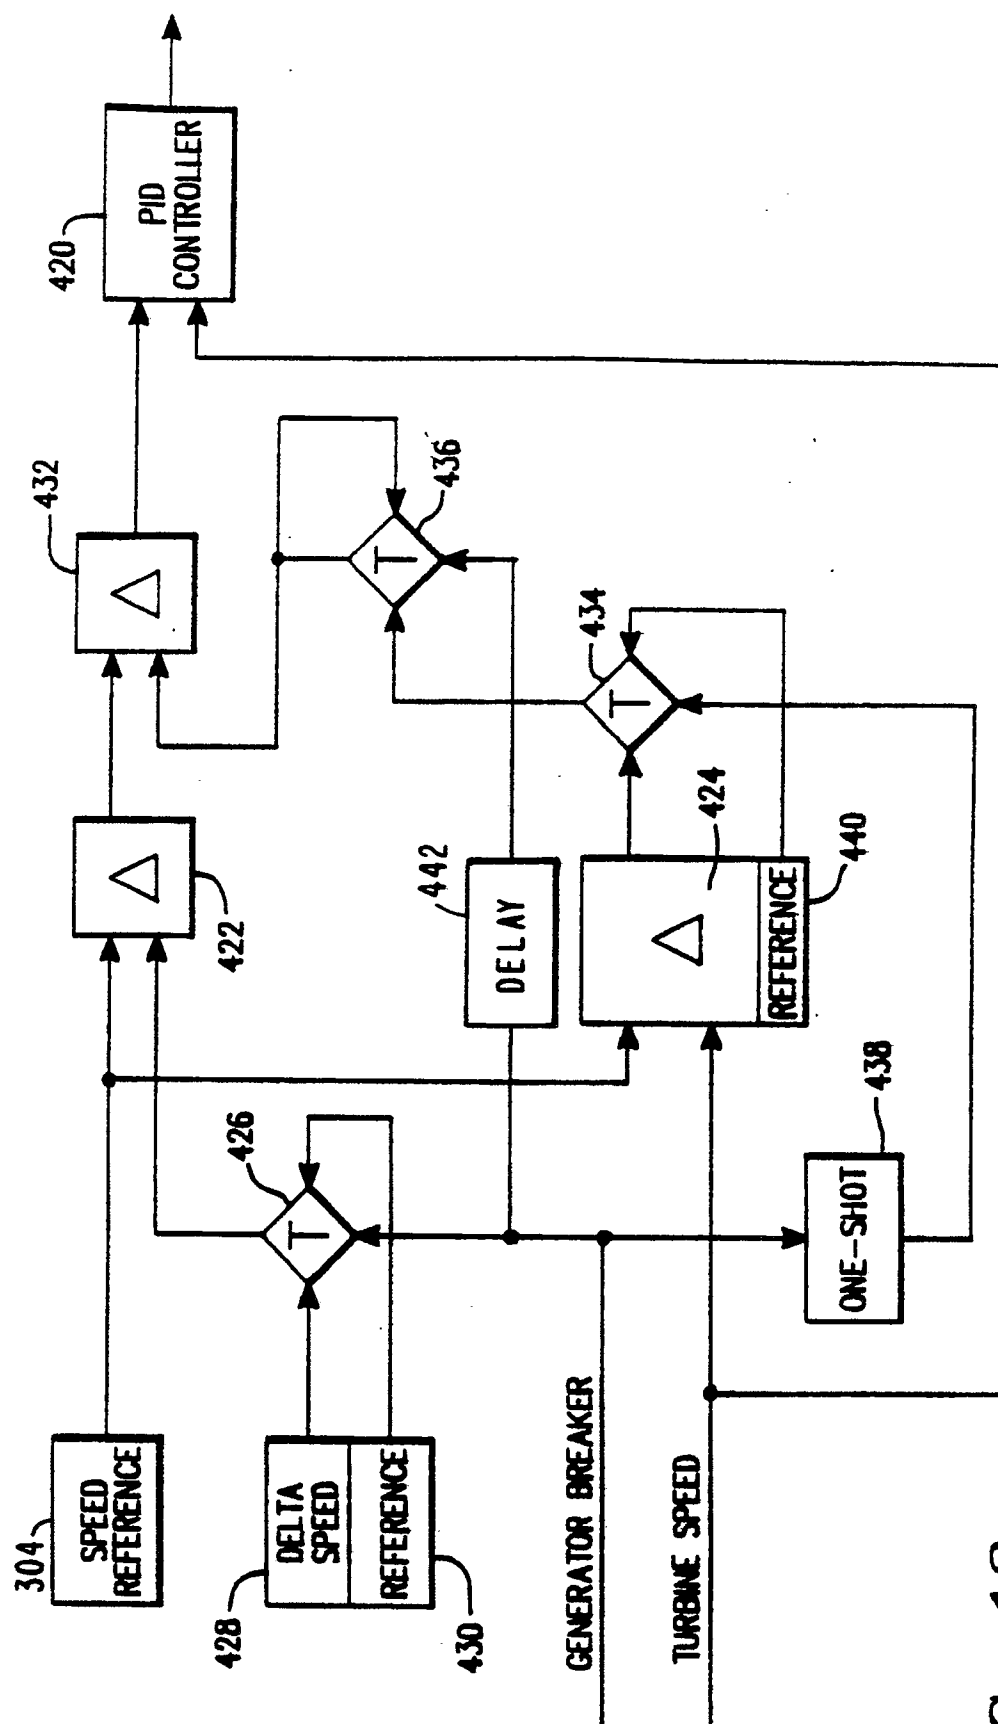 304
SPEED
REFERENCE
428
DELTA
SPEED
REFERENCE
430
426
GENERATOR BREAKER
TURBINE SPEED
422
442
DELAY
424
REFERENCE
440
ONE-SHOT
438
432
T
436
T
434
T
420
PID
CONTROLLER